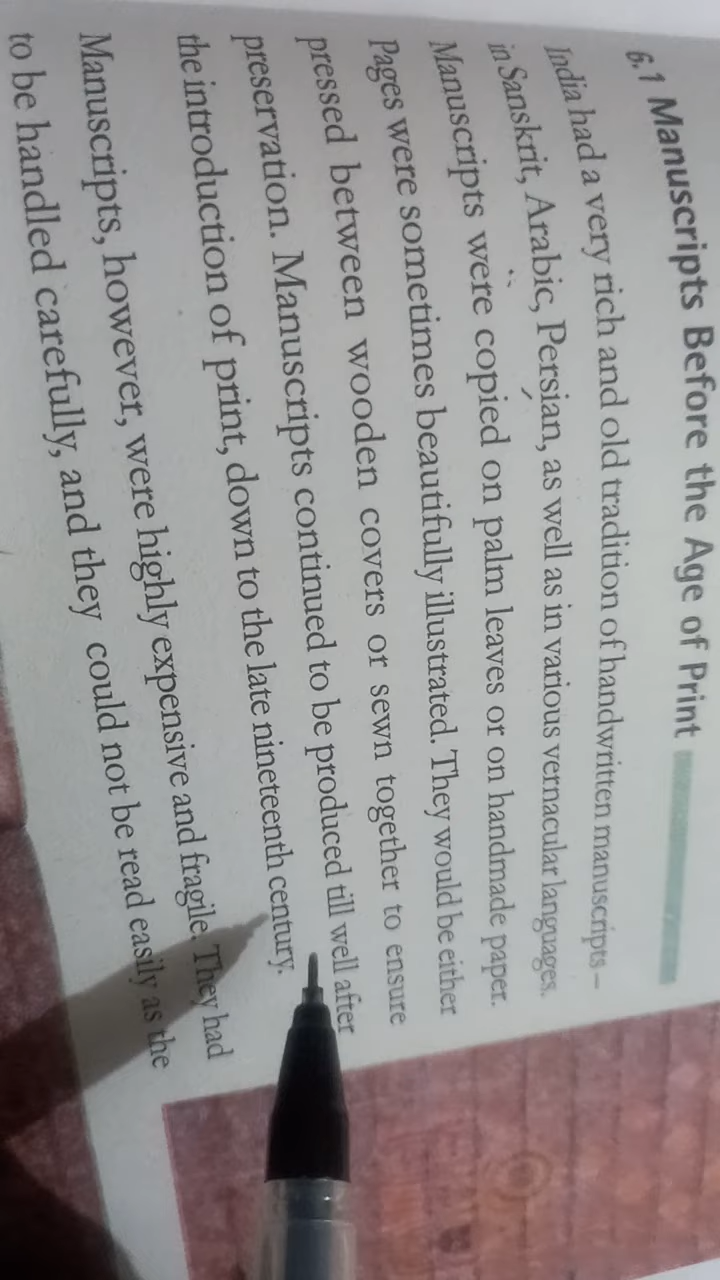 6.1 Manuscripts Before the Age of Print
India had a very rich and old tradition of handwritten manuscripts –
in Sanskrit, Arabic, Persian, as well as in various vernacular languages.
Manuscripts were copied on palm leaves or on handmade paper.
Pages were sometimes beautifully illustrated. They would be either
pressed between wooden covers or sewn together to ensure
preservation. Manuscripts continued to be produced till well after
the introduction of print, down to the late nineteenth century.
Manuscripts, however, were highly expensive and fragile. They had
to be handled carefully, and they could not be read easily as the